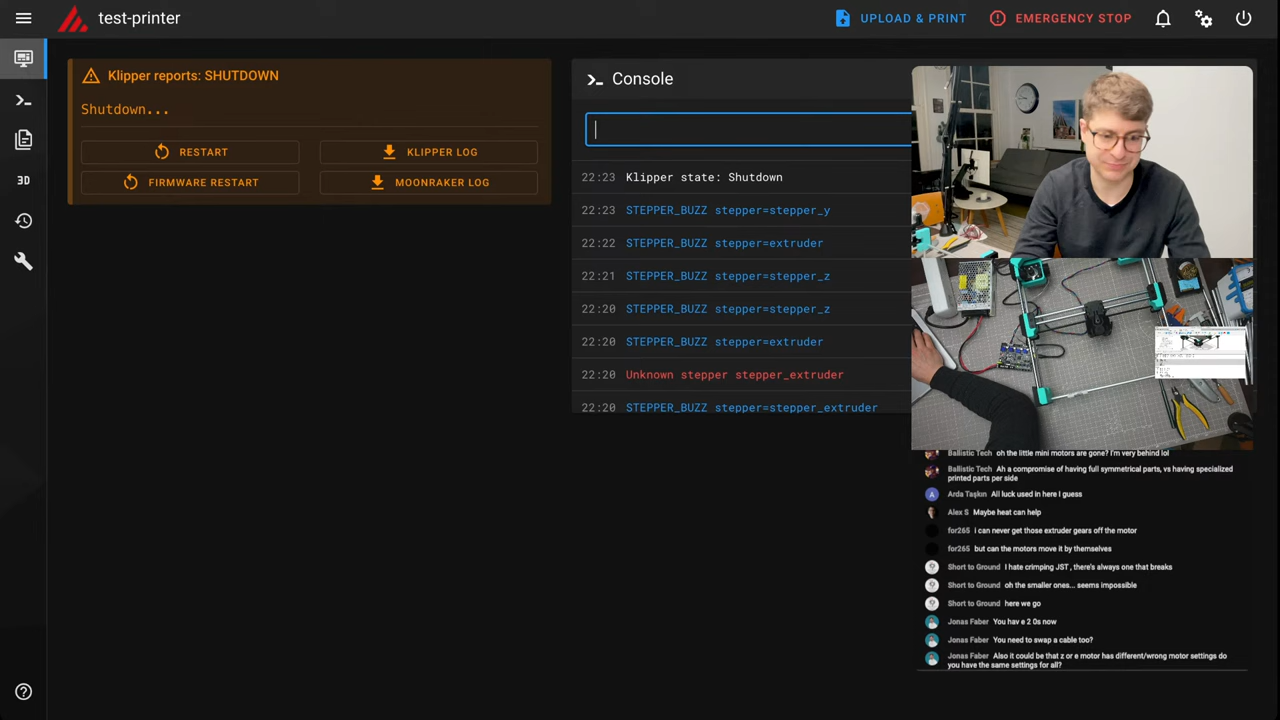 test-printer
UPLOAD & PRINT
EMERGENCY STOP
Klipper reports: SHUTDOWN
Shutdown...
RESTART
KLIPPER LOG
FIRMWARE RESTART
MOONRAKER LOG
3D
Console
22:23 Klipper state: Shutdown
22:23 STEPPER_BUZZ stepper=stepper_y
22:22 STEPPER_BUZZ stepper=extruder
22:21 STEPPER_BUZZ stepper=stepper_z
22:20 STEPPER_BUZZ stepper=stepper_z
22:20 STEPPER_BUZZ stepper=extruder
22:20 Unknown stepper stepper_extruder
22:20 STEPPER_BUZZ stepper=stepper_extruder
Ballistic Tech oh the little mini motors are gone? I'm very behind lol
Ballistic Tech Ah a compromise of having full symmetrical parts, vs having specialized
printed parts per side
A Arda Taşkın All luck used in here I guess
Alex S Maybe heat can help
for265 i can never get those extruder gears off the motor
for265 but can the motors move it by themselves
Short to Ground I hate crimping JST , there's always one that breaks
Short to Ground oh the smaller ones... seems impossible
Short to Ground here we go
Jonas Faber You hav e 2 0s now
Jonas Faber You need to swap a cable too?
Jonas Faber Also it could be that z or e motor has different/wrong motor settings do
you have the same settings for all?